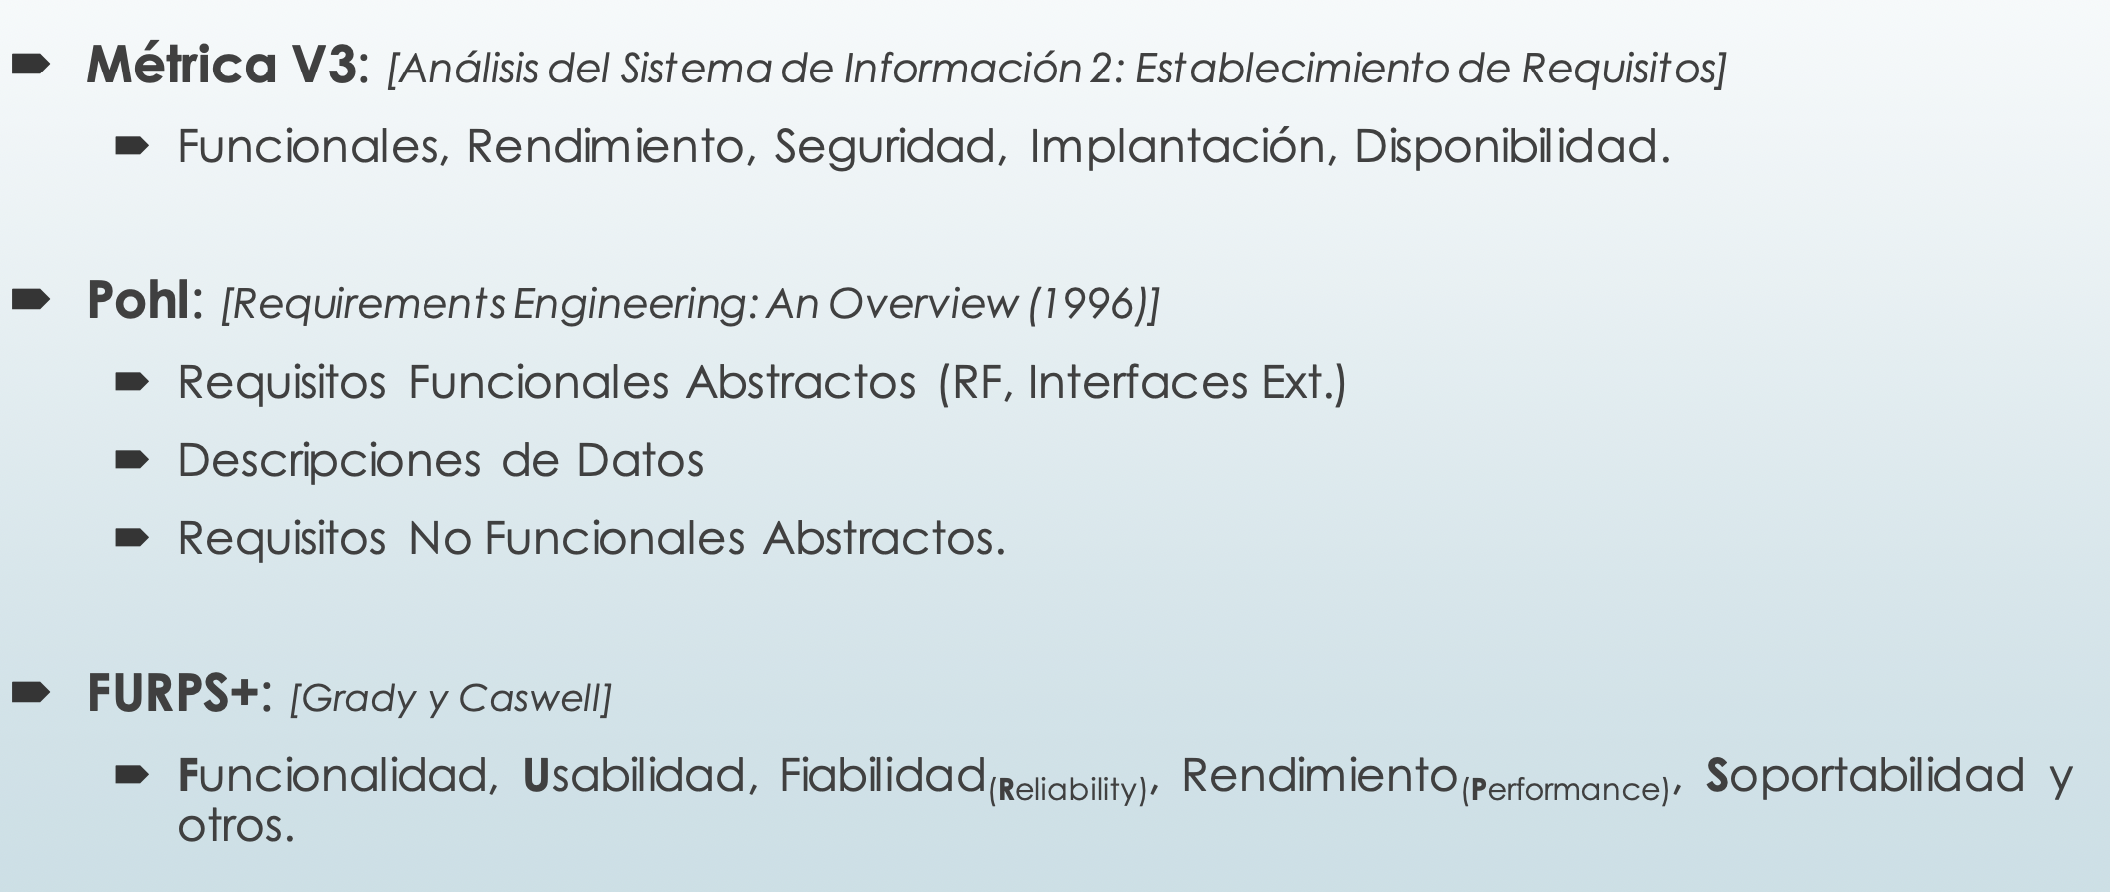 Métrica V3: [Análisis del Sistema de Información 2: Establecimiento de Requisitos]
Funcionales, Rendimiento, Seguridad, Implantación, Disponibilidad.
Pohl: [Requirements Engineering: An Overview (1996)]
Requisitos Funcionales Abstractos (RF, Interfaces Ext.)
Descripciones de Datos
Requisitos No Funcionales Abstractos.
FURPS+: [Grady y Caswell]
Funcionalidad, Usabilidad, Fiabilidad(Reliability), Rendimiento(Performance), Soportabilidad y
otros.